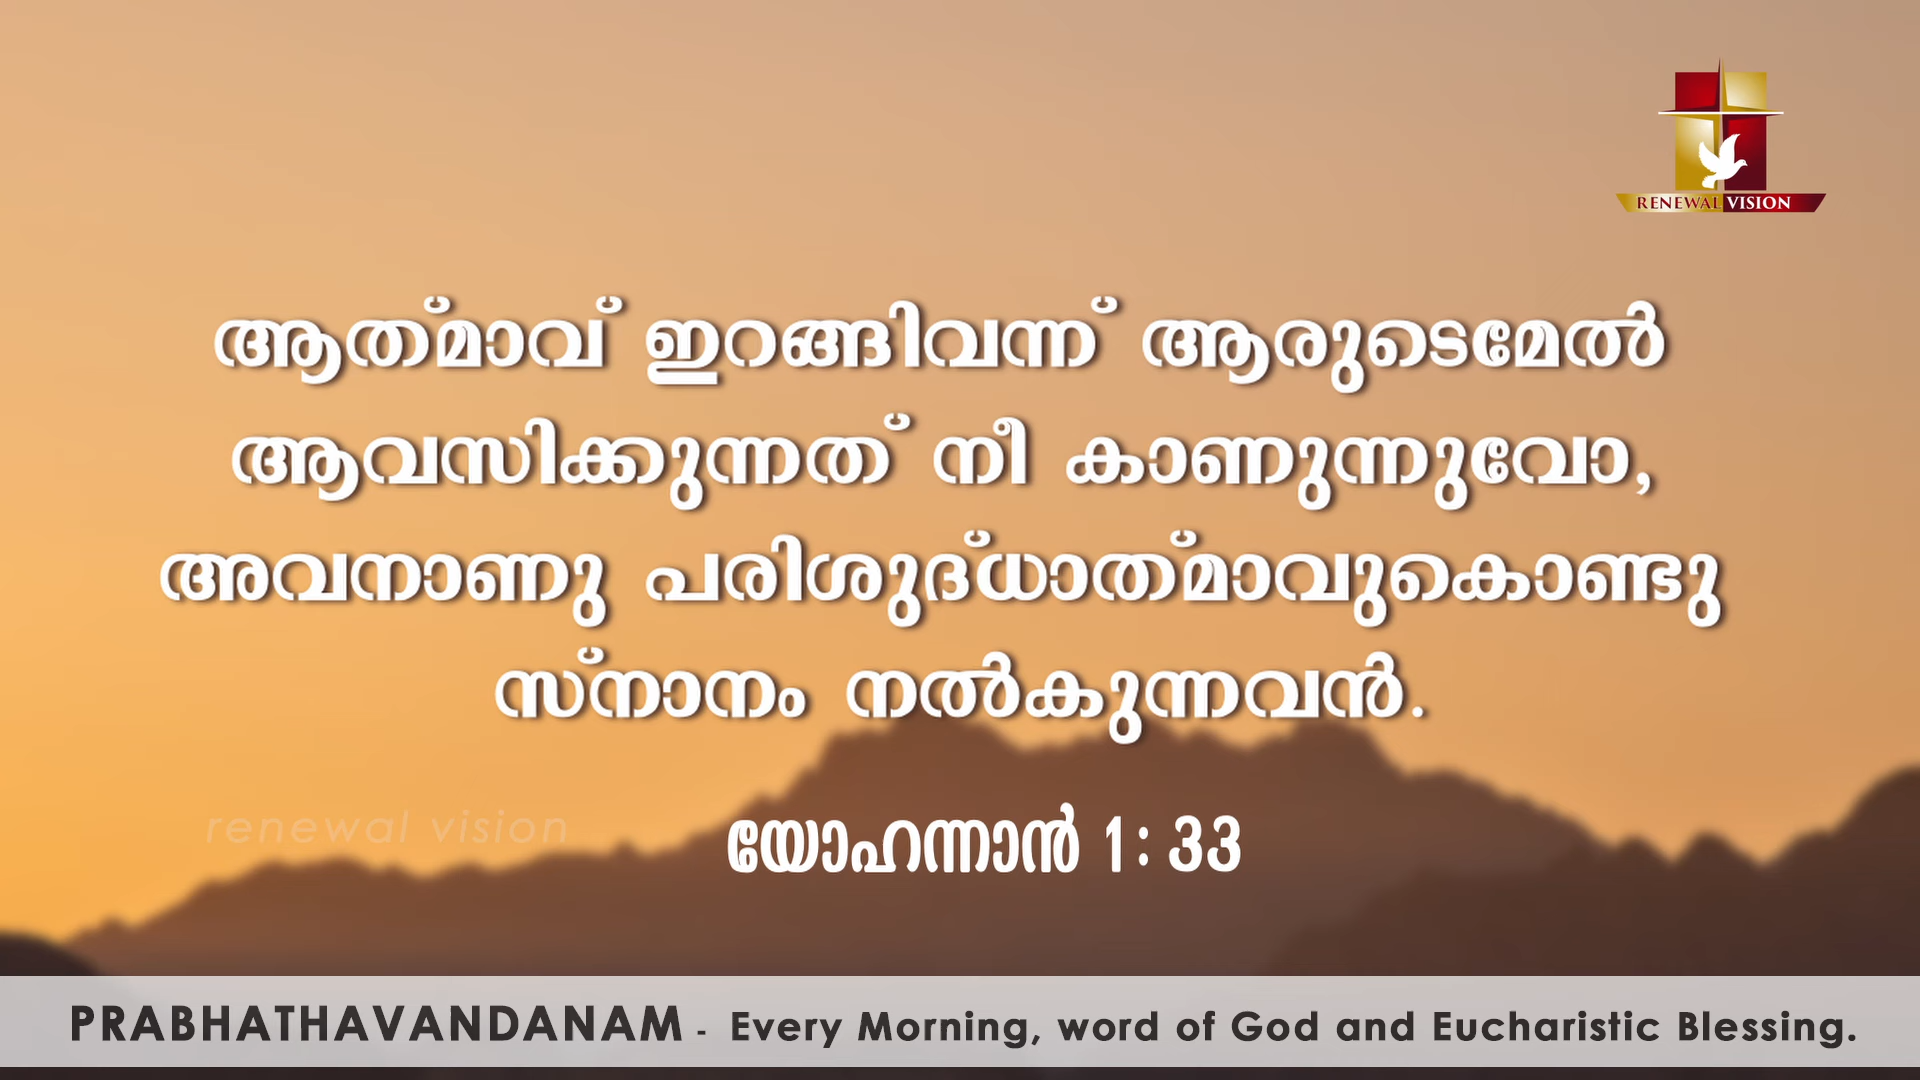 RENEWAL VISION
ആത്മാവ് ഇറങ്ങിവന്ന് ആരുടെമേൽ
ആവസിക്കുന്നത് നീ കാണുന്നുവോ,
അവനാണു പരിശുദ്ധാത്മാവുകൊണ്ടു
സ്നാനം നൽകുന്നവൻ.
renewal vision
യോഹന്നാൻ 1: 33
PRABHATHAVANDANAM - Every Morning, word of God and Eucharistic Blessing.